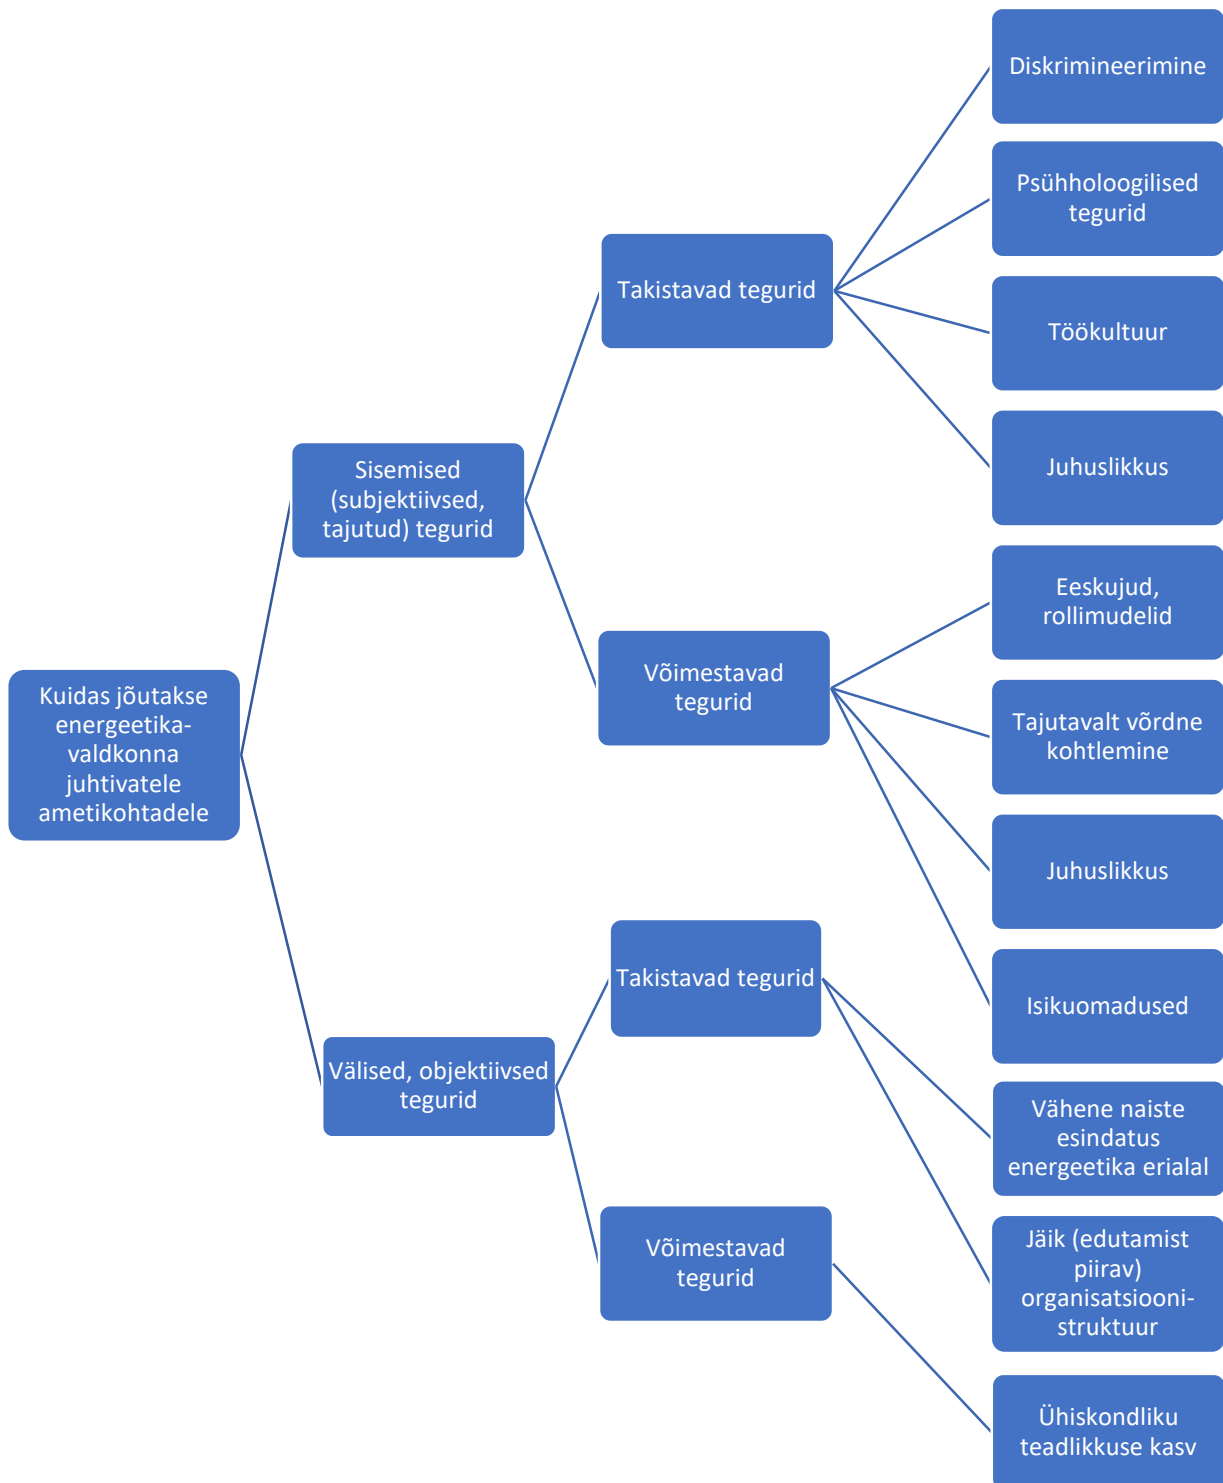 Diskrimineerimine
Psühholoogilised
tegurid
Takistavad tegurid
Töökultuur
Juhuslikkus
Sisemised
(subjektiivsed,
tajutud) tegurid
Eeskujud,
rollimudelid
Võimestavad
tegurid
Kuidas jõutakse
energeetika-
valdkonna
juhtivatele
ametikohtadele
Tajutavalt võrdne
kohtlemine
Juhuslikkus
Takistavad tegurid
Isikuomadused
Välised, objektiivsed
tegurid
Vähene naiste
esindatus
energeetika erialal
Võimestavad
tegurid
Jäik (edutamist
piirav)
organisatsiooni-
struktuur
Ühiskondliku
teadlikkuse kasv